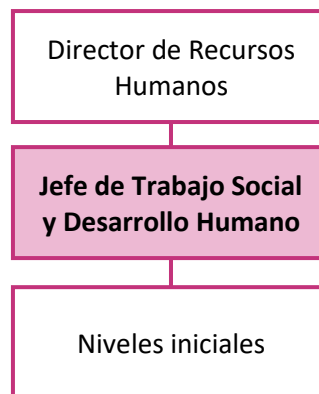 Director de Recursos
Humanos
Jefe de Trabajo Social
y Desarrollo Humano
Niveles iniciales